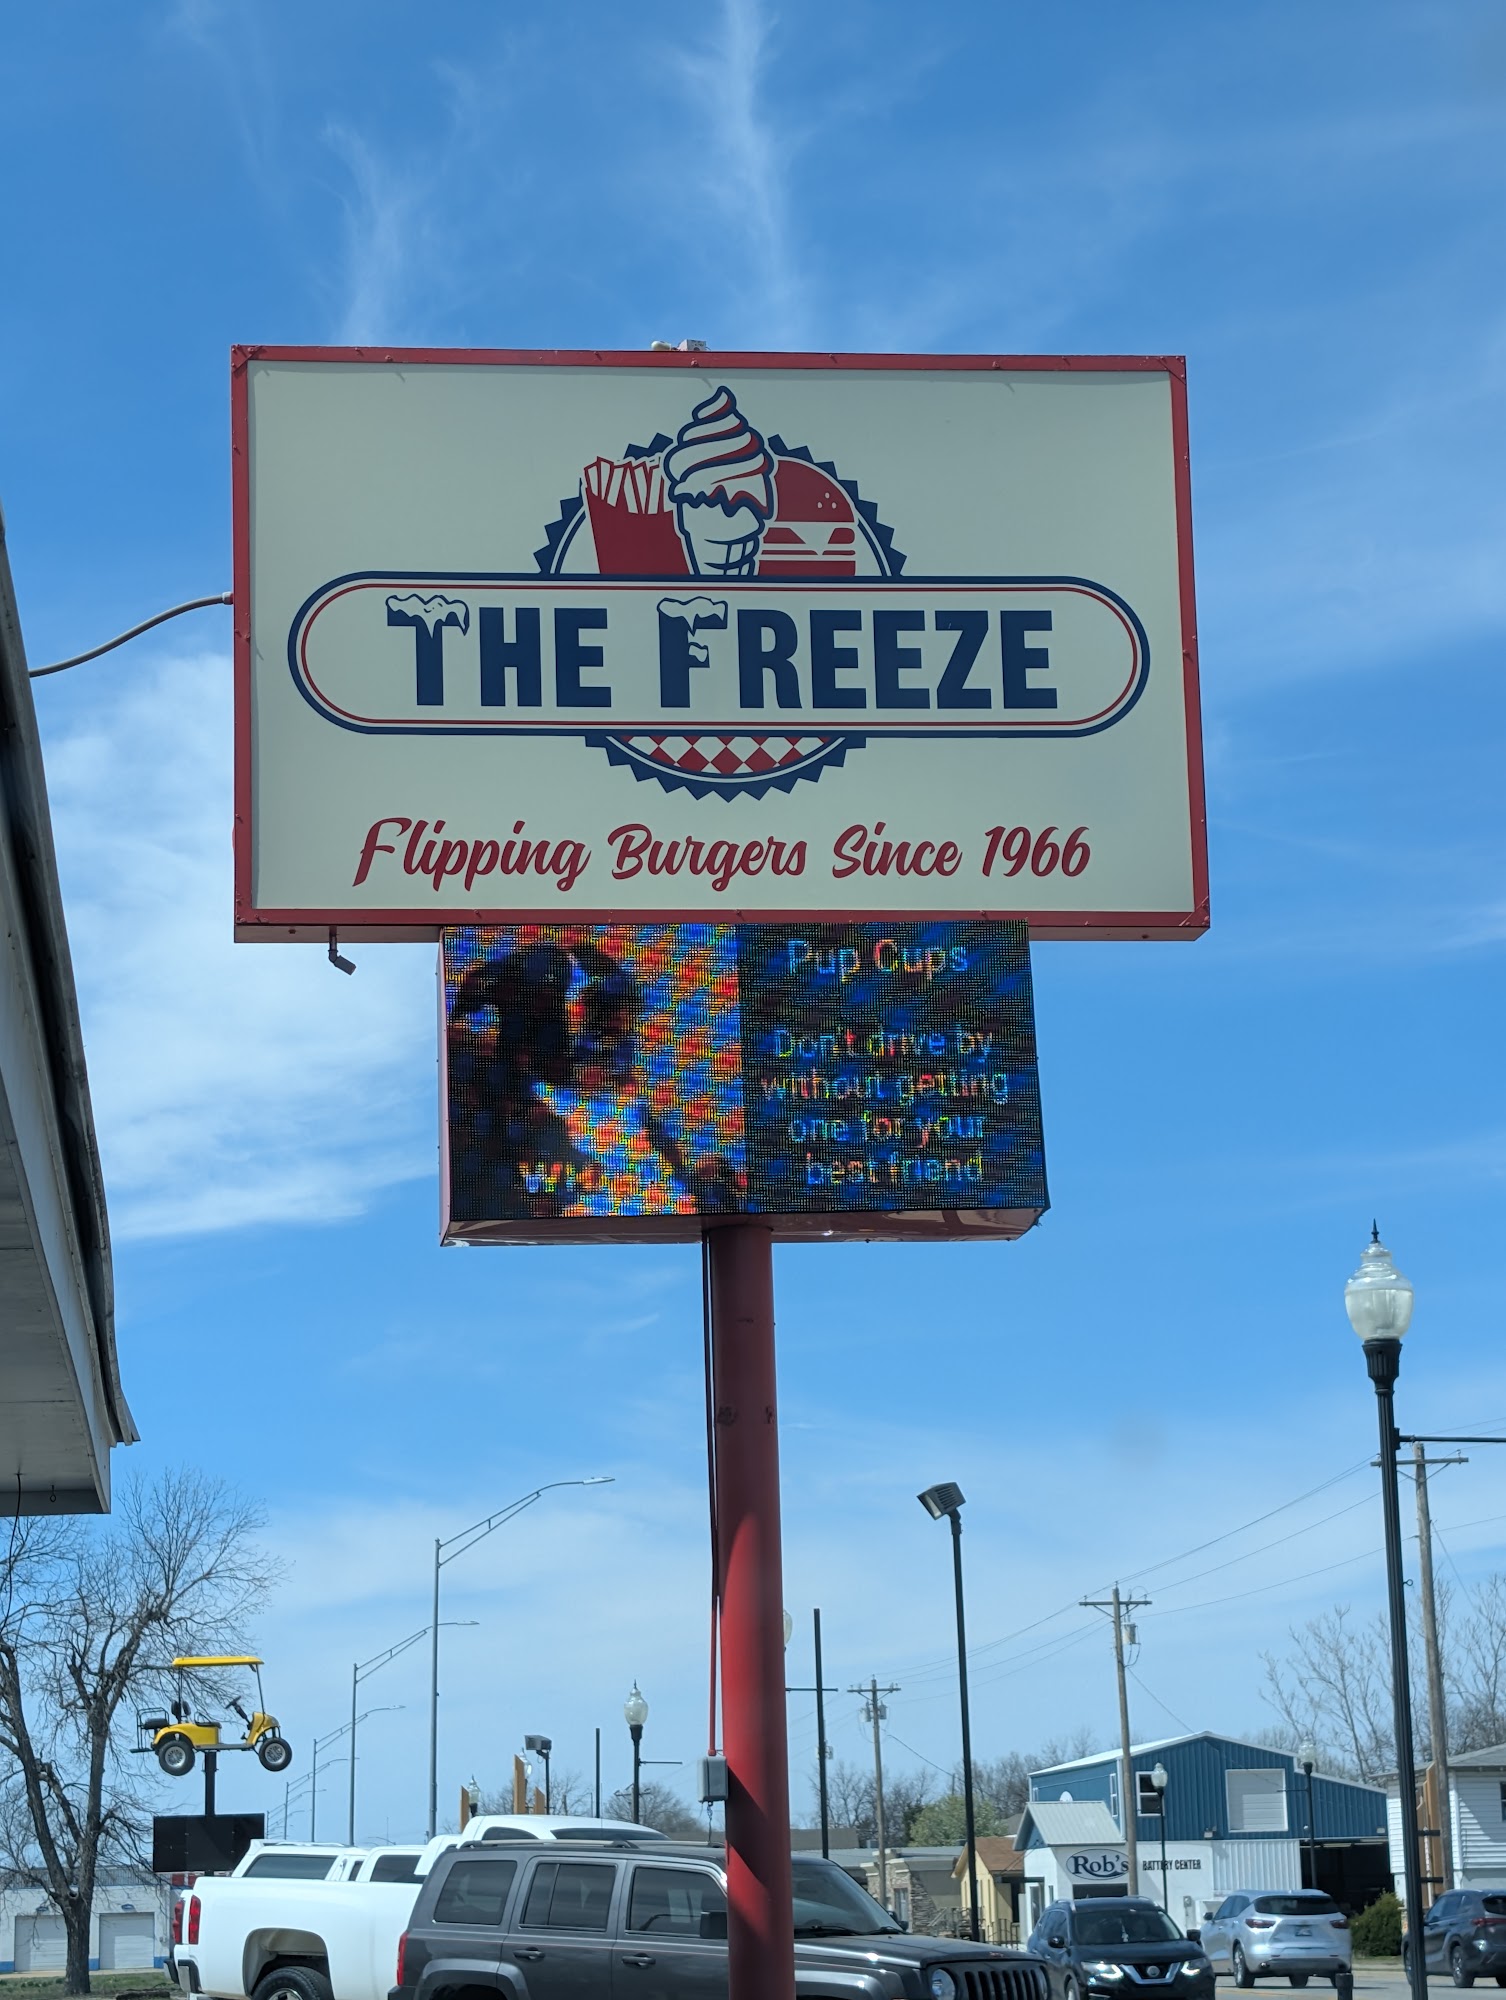 THE FREEZE
Flipping Burgers Since 1966
Pup Cups
Don't drive by
without getting
one for your
best friend
Rob's
BATTERY CENTER